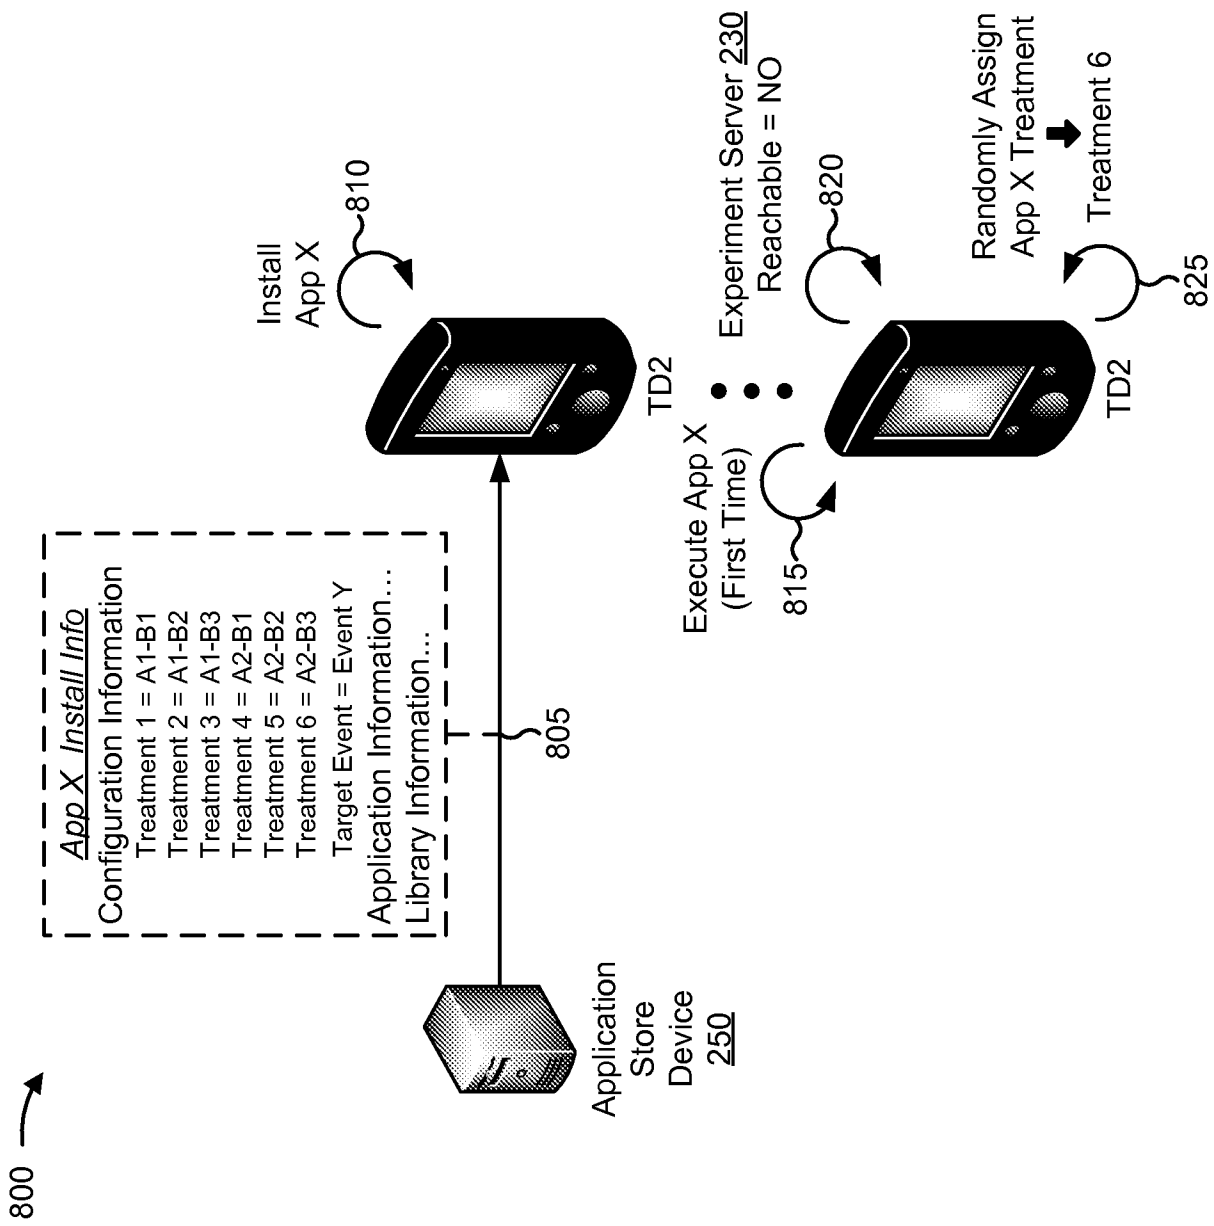 800
App X Install Info
Configuration Information
Treatment 1 = A1-B1
Treatment 2 = A1-B2
Treatment 3 = A1-B3
Treatment 4 = A2-B1
Treatment 5 = A2-B2
Treatment 6 = A2-B3
Target Event = Event Y
Application Information...
Library Information...
805
Application
Store
Device
250
Install
App X
810
TD2
Execute App X
(First Time)
815
Experiment Server 230
Reachable = NO
820
TD2
Randomly Assign
App X Treatment
Treatment 6
825